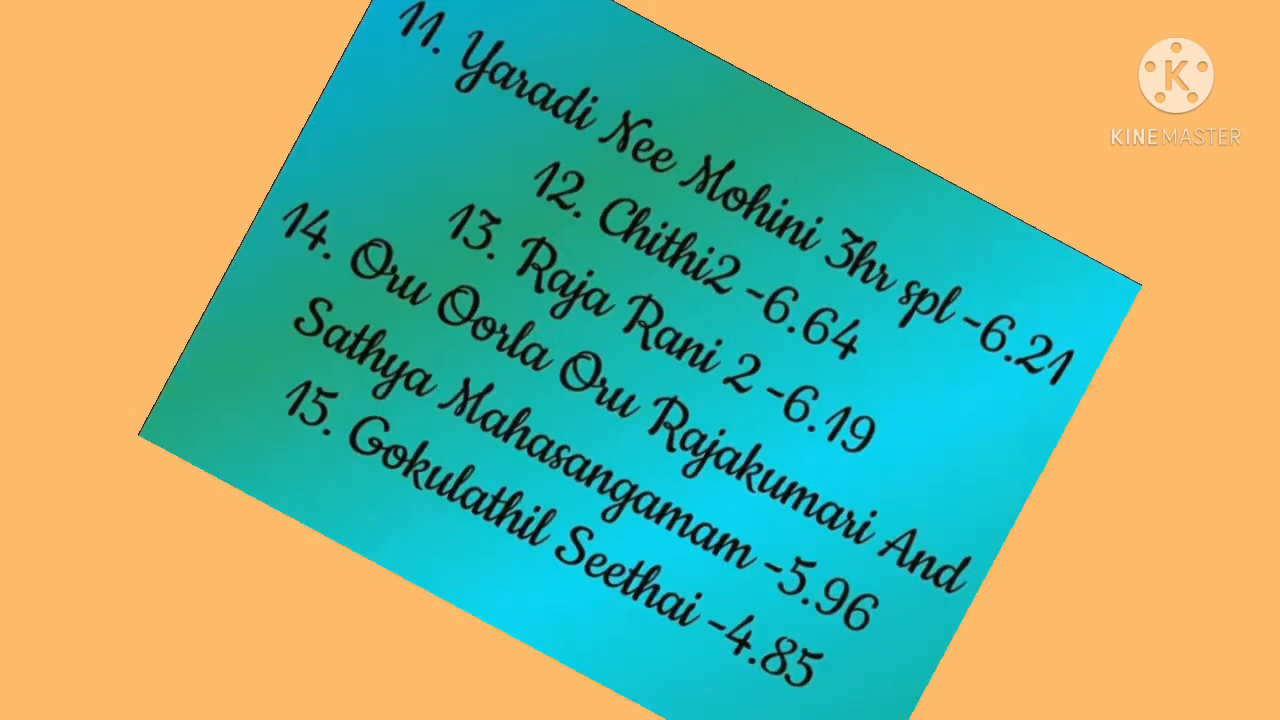 11. Yaradi Nee Mohini 3hr spl -6.21
12. Chithi2 -6.64
13. Raja Rani 2 -6.19
14. Oru Oorla Oru Rajakumari And
Sathya Mahasangamam -5.96
15. Gokulathil Seethai -4.85
K
KINEMASTER